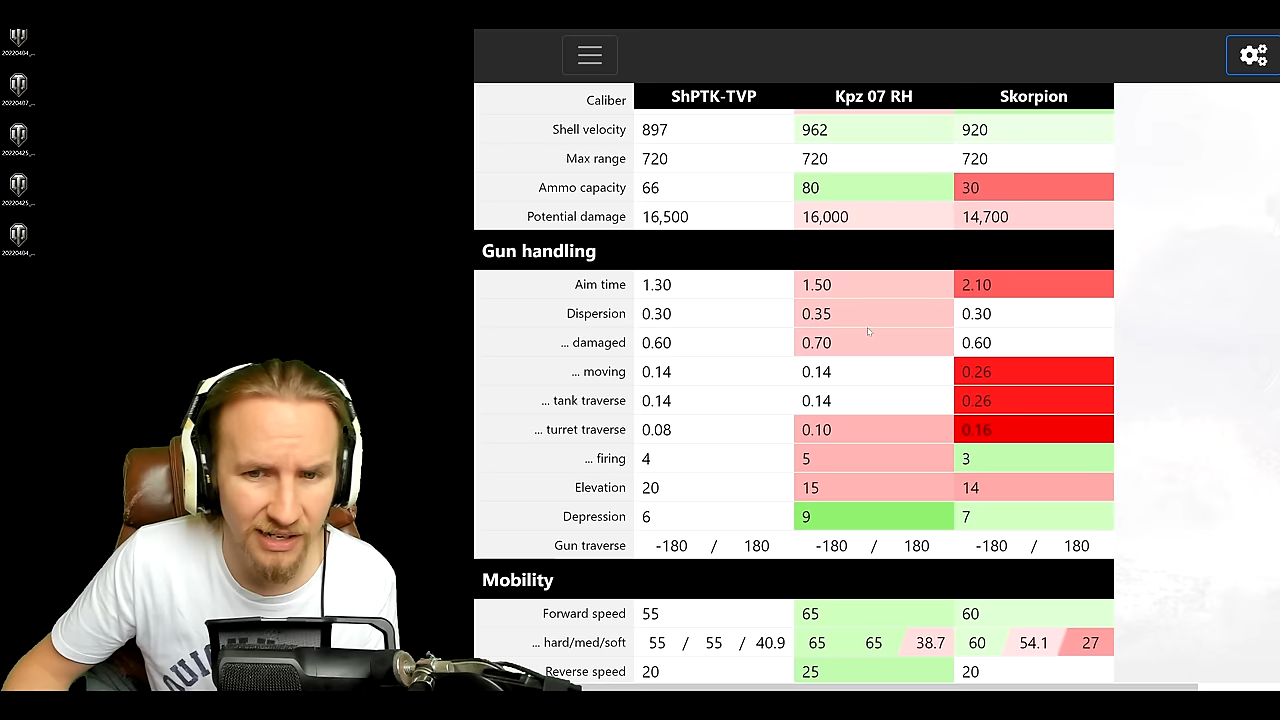 20220404_...
20220407_...
20220425_...
20220425_...
20220404_...
Caliber ShPTK-TVP Kpz 07 RH Skorpion
Shell velocity 897 962 920
Max range 720 720 720
Ammo capacity 66 80 30
Potential damage 16,500 16,000 14,700
Gun handling
Aim time 1.30 1.50 2.10
Dispersion 0.30 0.35 0.30
... damaged 0.60 0.70 0.60
... moving 0.14 0.14 0.26
... tank traverse 0.14 0.14 0.26
... turret traverse 0.08 0.10 0.16
... firing 4 5 3
Elevation 20 15 14
Depression 6 9 7
Gun traverse -180 / 180 -180 / 180 -180 / 180
Mobility
Forward speed 55 65 60
... hard/med/soft 55 / 55 / 40.9 65 65 38.7 60 54.1 27
Reverse speed 20 25 20